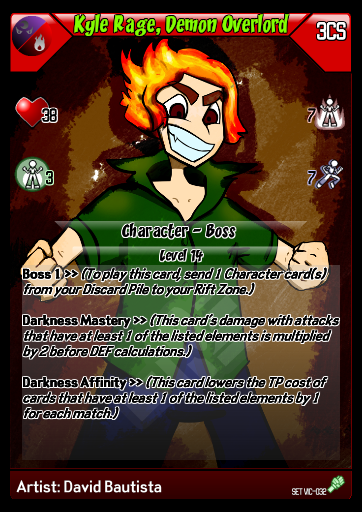 Kyle Rage, Demon Overlord
3CS
38
7
3
7
Character - Boss
Level 14
Boss 1 >> (To play this card, send 1 Character card(s)
from your Discard Pile to your Rift Zone.)
Darkness Mastery >> (This card's damage with attacks
that have at least 1 of the listed elements is multiplied
by 2 before DEF calculations.)
Darkness Affinity >> (This card lowers the TP cost of
cards that have at least 1 of the listed elements by 1
for each match.)
Artist: David Bautista
SET VIC-032